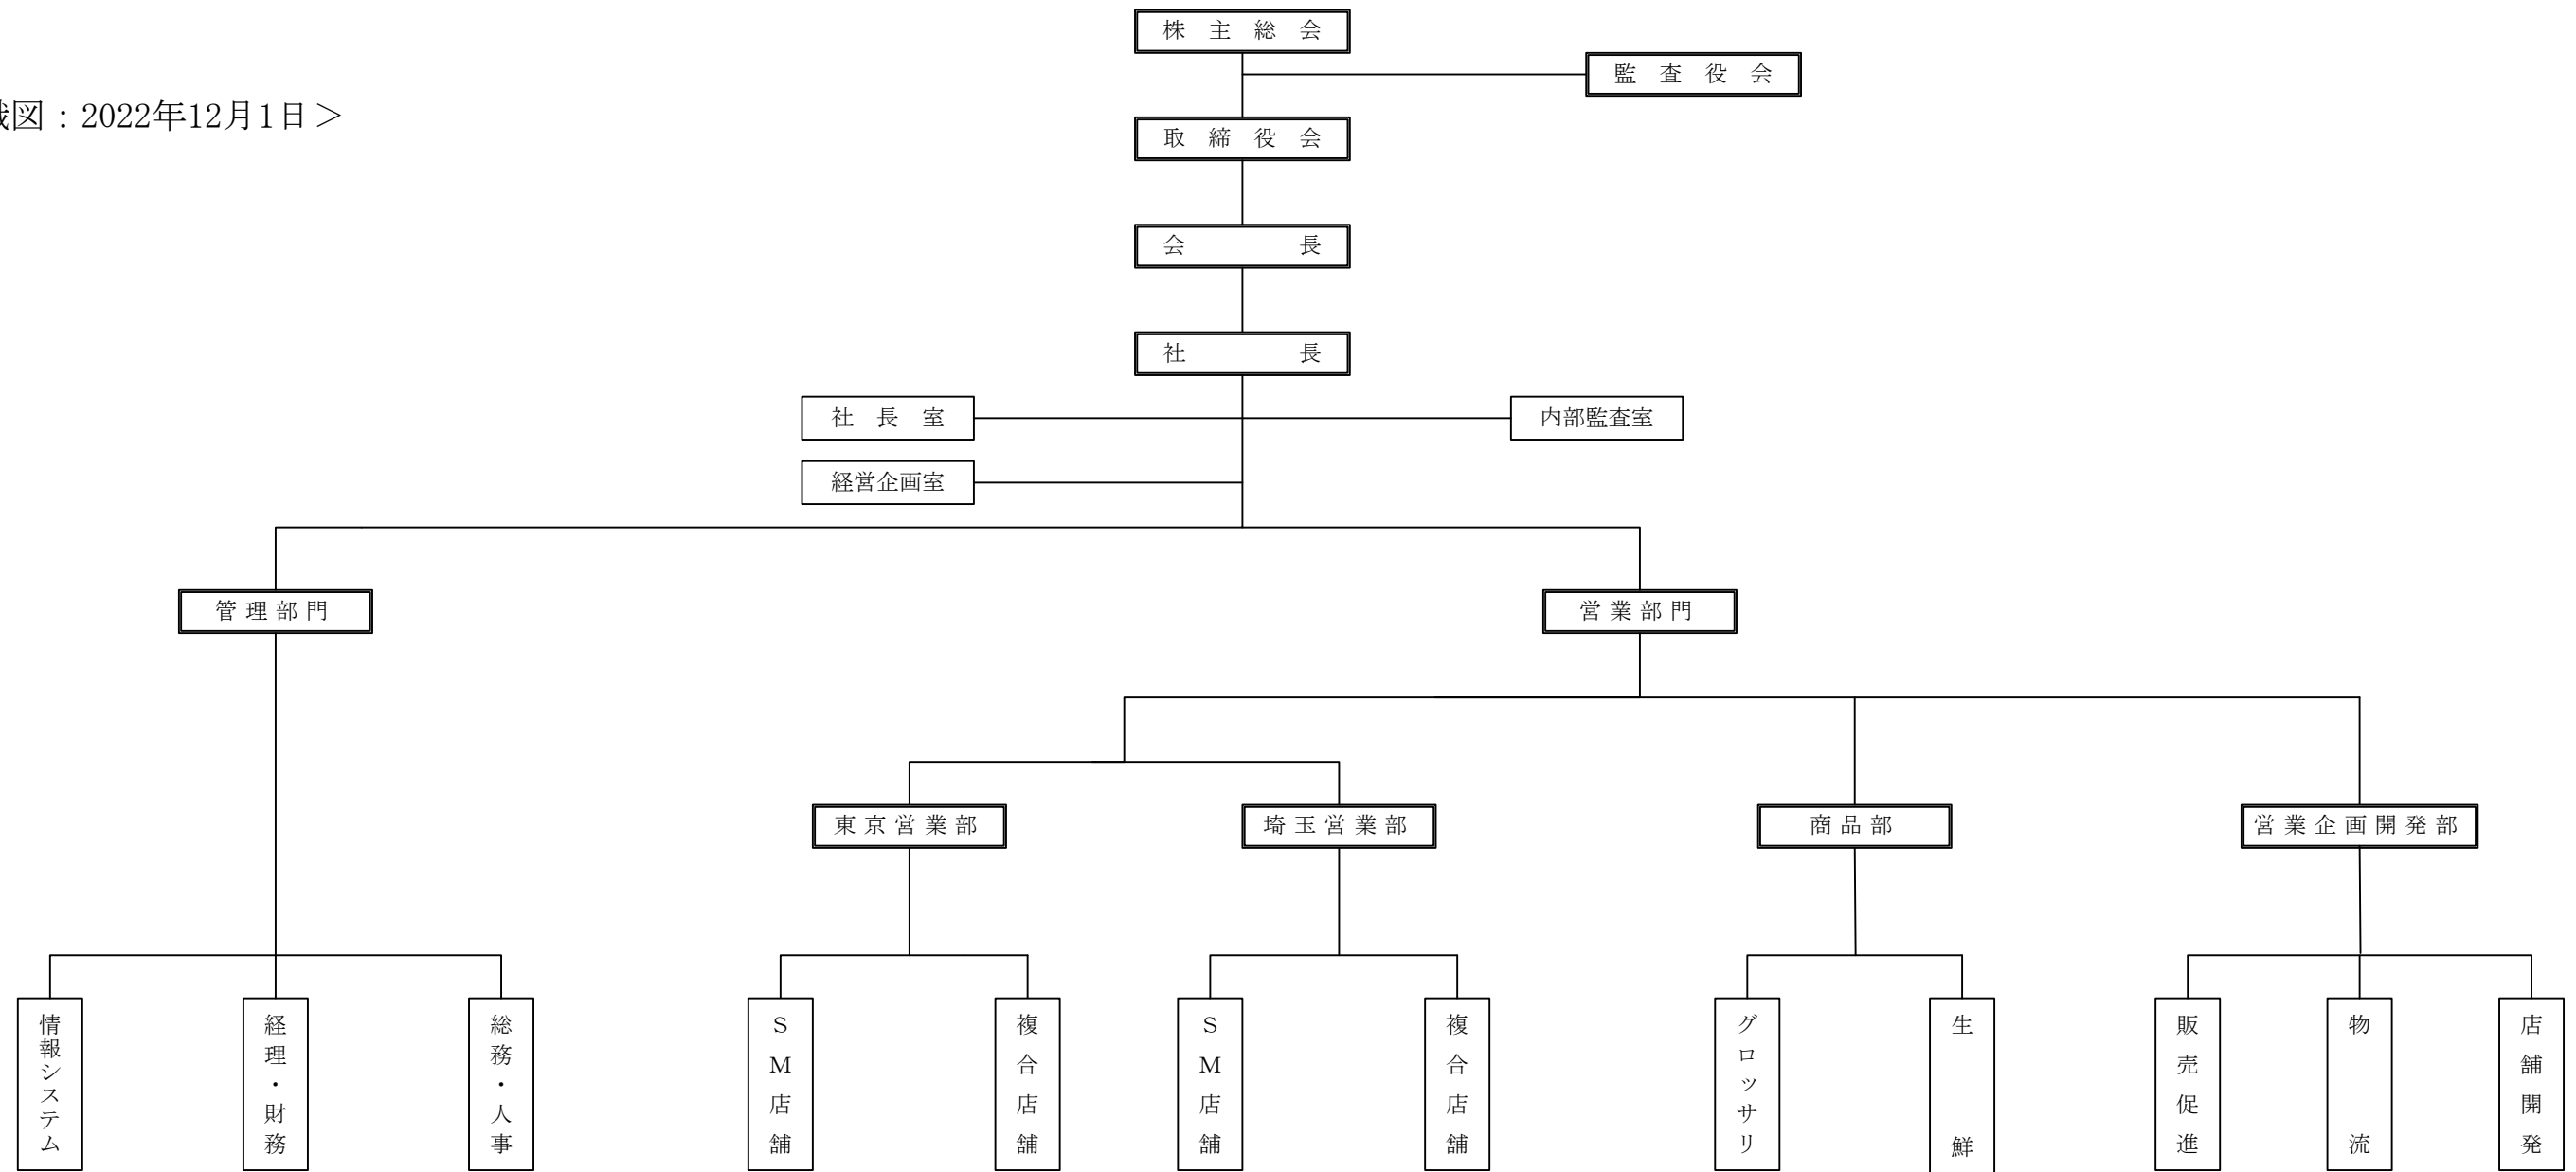 株主総会
監査役会
図：2022年12月1日＞
取締役会
会長
社長
社長室
内部監査室
経営企画室
管理部門
営業部門
東京営業部
埼玉営業部
商品部
営業企画開発部
情報システム
経理・財務
総務・人事
SM店舗
複合店舗
SM店舗
複合店舗
グロッサリ
生鮮
販売促進
物流
店舗開発